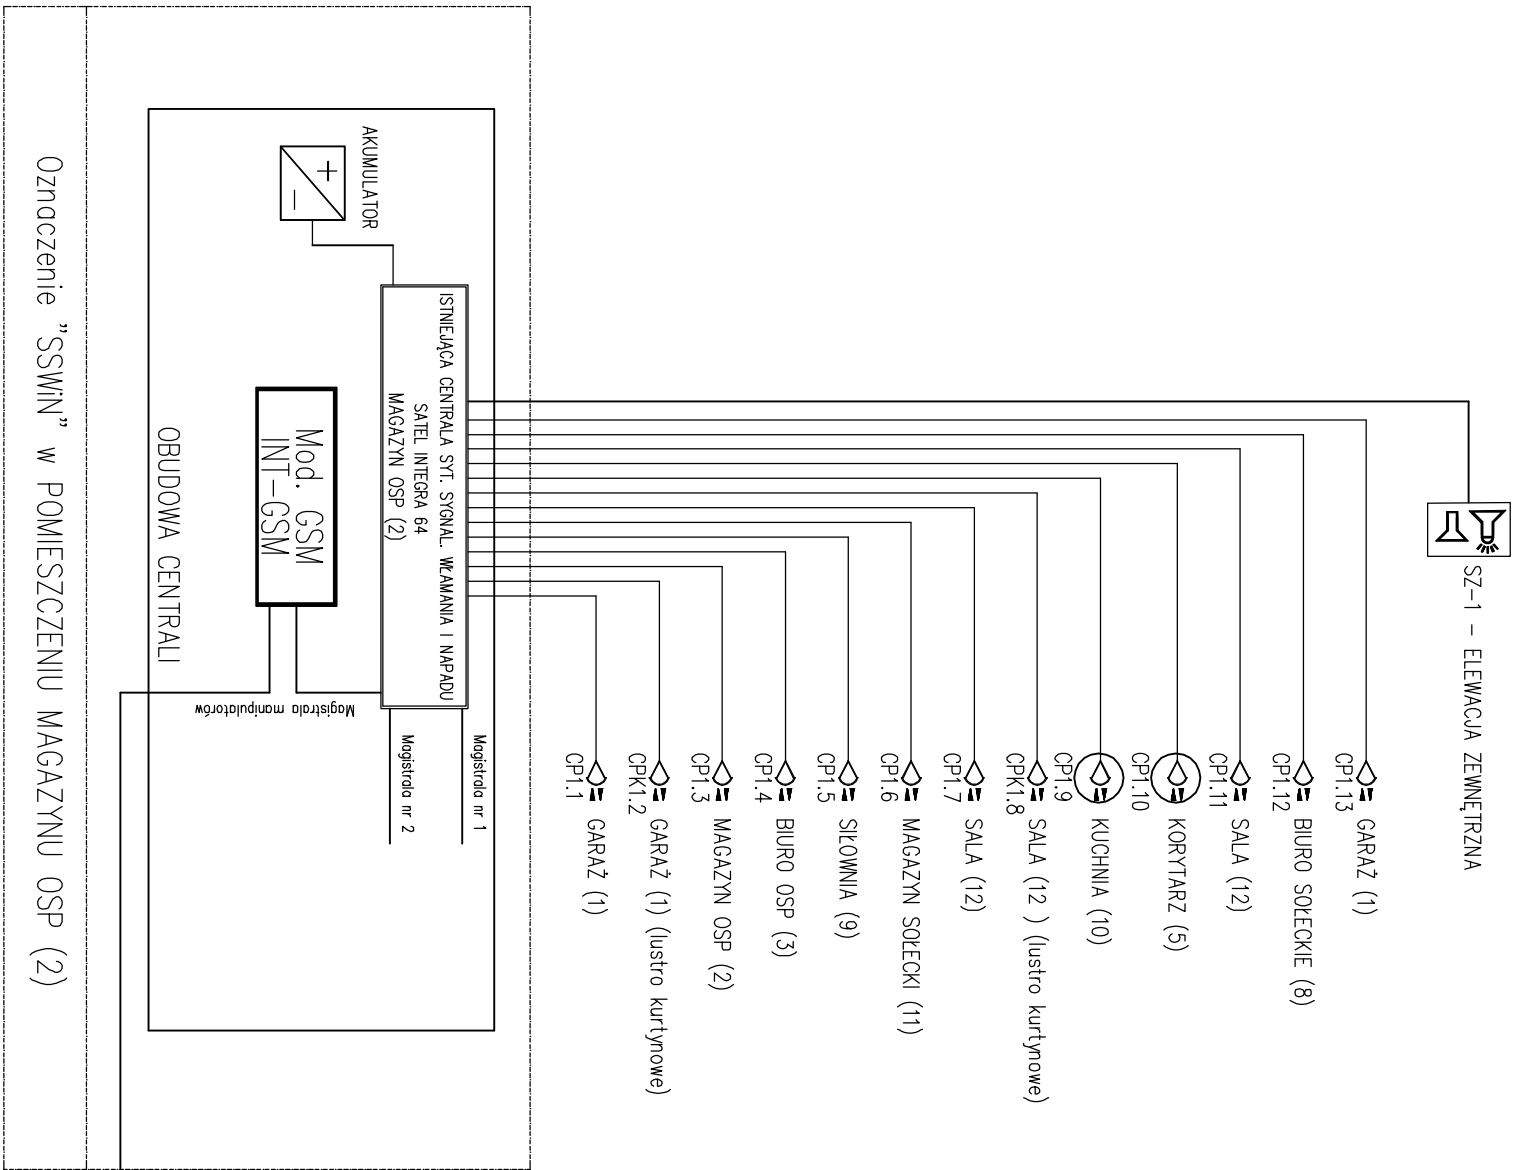 SZ-1 - ELEWACJA ZEWNĘTRZNA
CP1.13 GARAŻ (1)
CP1.12 BIURO SOŁECKIE (8)
CP1.11 SALA (12)
CP1.10 KORYTARZ (5)
CP1.9 KUCHNIA (10)
CPK1.8 SALA (12 ) (lustro kurtynowe)
CP1.7 SALA (12)
CP1.6 MAGAZYN SOŁECKI (11)
CP1.5 SIŁOWNIA (9)
CP1.4 BIURO OSP (3)
CP1.3 MAGAZYN OSP (2)
CPK1.2 GARAŻ (1) (lustro kurtynowe)
CP1.1 GARAŻ (1)
Magistrala nr 1
Magistrala nr 2
ISTNIEJĄCA CENTRALA SYT. SYGNAL. WŁAMANIA I NAPADU
SATEL INTEGRA 64
MAGAZYN OSP (2)
AKUMULATOR
+
−
Magistrala manipulatorów
Mod. GSM
INT-GSM
OBUDOWA CENTRALI
Oznaczenie "SSWiN" w POMIESZCZENIU MAGAZYNU OSP (2)